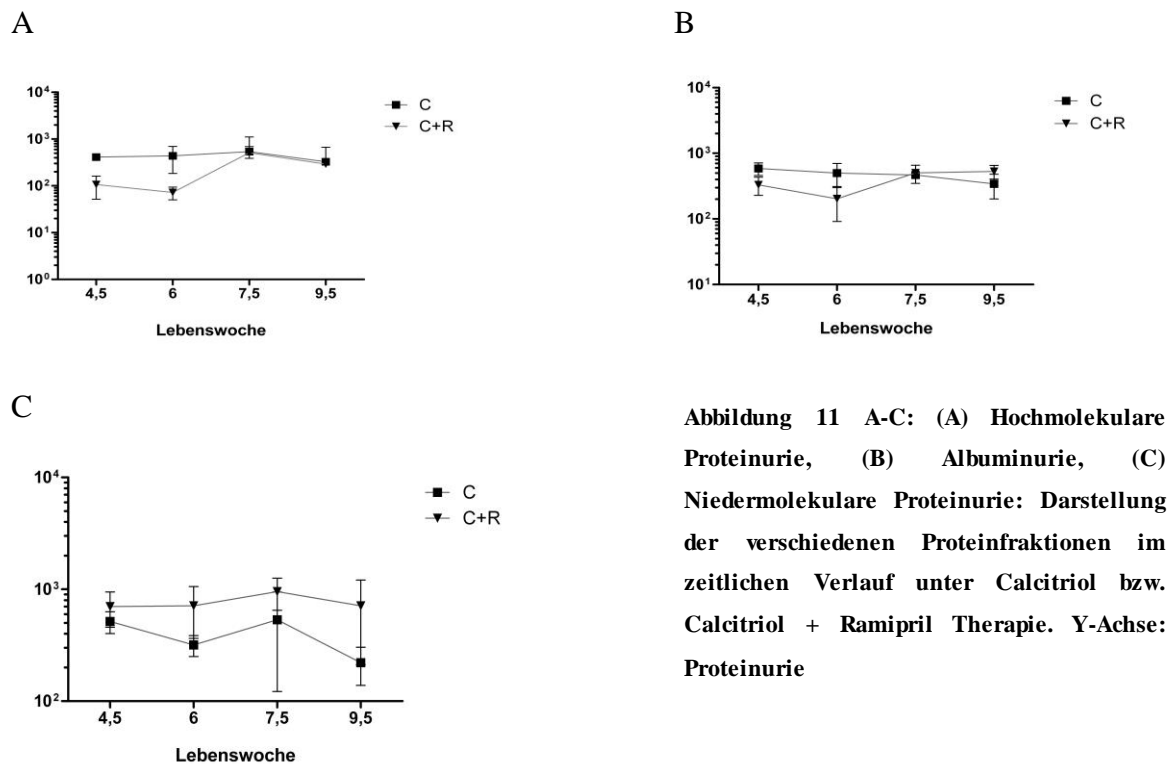 A
10⁴
10³
10²
10¹
10⁰
4,5 6 7,5 9,5
Lebenswoche
C
C+R
B
10⁴
10³
10²
10¹
4,5 6 7,5 9,5
Lebenswoche
C
C+R
C
10⁴
10³
10²
4,5 6 7,5 9,5
Lebenswoche
C
C+R
Abbildung 11 A-C: (A) Hochmolekulare
Proteinurie, (B) Albuminurie, (C)
Niedermolekulare Proteinurie: Darstellung
der verschiedenen Proteinfraktionen im
zeitlichen Verlauf unter Calcitriol bzw.
Calcitriol + Ramipril Therapie. Y-Achse:
Proteinurie